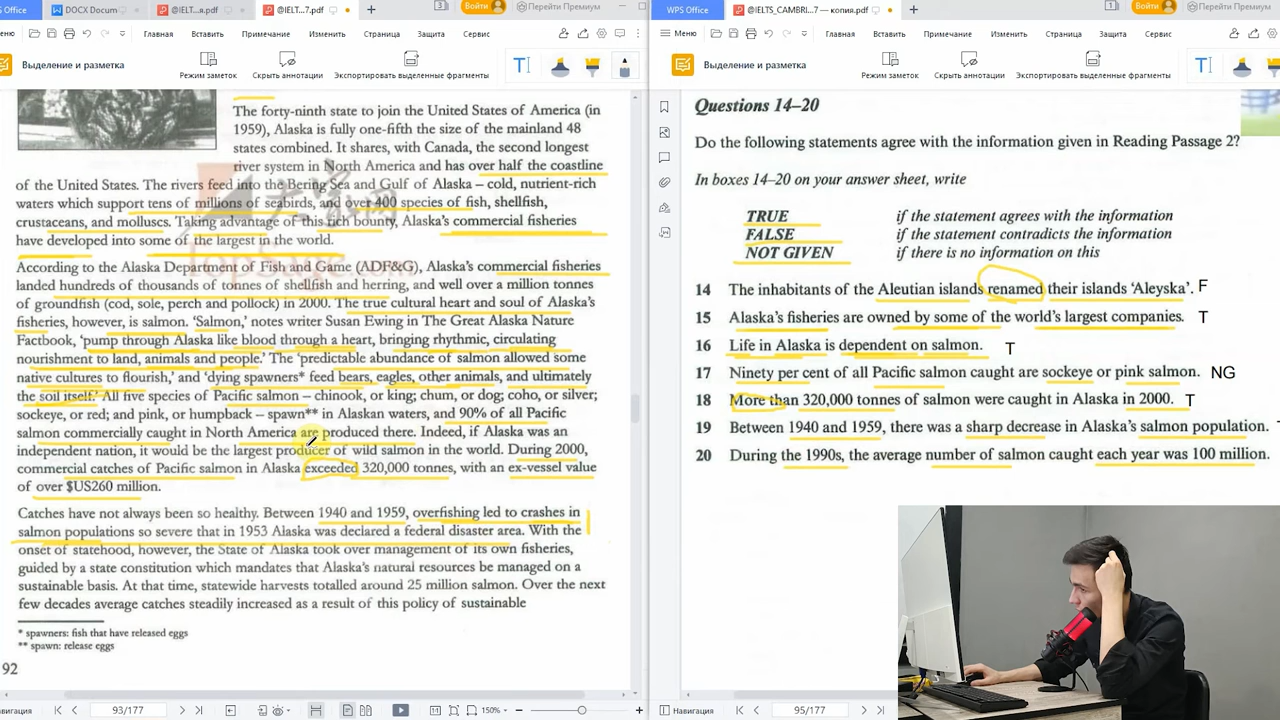 S Office
DOCX Docum
@IELT...я.pdf
@IELT...7.pdf
3
Войти
Перейти Премиум
еню
Главная
Вставить
Примечание
Изменить
Страница
Защита
Сервис
Выделение и разметка
Режим заметок
Скрыть аннотации
Экспортировать выделенные фрагменты
The forty-ninth state to join the United States of America (in
1959), Alaska is fully one-fifth the size of the mainland 48
states combined. It shares, with Canada, the second longest
river system in North America and has over half the coastline
of the United States. The rivers feed into the Bering Sea and Gulf of Alaska – cold, nutrient-rich
waters which support tens of millions of seabirds, and over 400 species of fish, shellfish,
crustaceans, and molluscs. Taking advantage of this rich bounty, Alaska's commercial fisheries
have developed into some of the largest in the world.
According to the Alaska Department of Fish and Game (ADF&G), Alaska's commercial fisheries
landed hundreds of thousands of tonnes of shellfish and herring, and well over a million tonnes
of groundfish (cod, sole, perch and pollock) in 2000. The true cultural heart and soul of Alaska's
fisheries, however, is salmon. 'Salmon,' notes writer Susan Ewing in The Great Alaska Nature
Factbook, 'pump through Alaska like blood through a heart, bringing rhythmic, circulating
nourishment to land, animals and people.' The 'predictable abundance of salmon allowed some
native cultures to flourish,' and 'dying spawners* feed bears, eagles, other animals, and ultimately
the soil itself.' All five species of Pacific salmon – chinook, or king; chum, or dog; coho, or silver;
sockeye, or red; and pink, or humpback – spawn** in Alaskan waters, and 90% of all Pacific
salmon commercially caught in North America are produced there. Indeed, if Alaska was an
independent nation, it would be the largest producer of wild salmon in the world. During 2000,
commercial catches of Pacific salmon in Alaska exceeded 320,000 tonnes, with an ex-vessel value
of over $US260 million.
Catches have not always been so healthy. Between 1940 and 1959, overfishing led to crashes in
salmon populations so severe that in 1953 Alaska was declared a federal disaster area. With the
onset of statehood, however, the State of Alaska took over management of its own fisheries,
guided by a state constitution which mandates that Alaska's natural resources be managed on a
sustainable basis. At that time, statewide harvests totalled around 25 million salmon. Over the next
few decades average catches steadily increased as a result of this policy of sustainable
* spawners: fish that have released eggs
** spawn: release eggs
92
навигация
93/177
150%
WPS Office
@IELTS_CAMBRI...7 — копия.pdf
1
Войти
Перейти Премиум
Меню
Главная
Вставить
Примечание
Изменить
Страница
Защита
Сервис
Выделение и разметка
Режим заметок
Скрыть аннотации
Экспортировать выделенные фрагменты
Questions 14–20
Do the following statements agree with the information given in Reading Passage 2?
In boxes 14–20 on your answer sheet, write
TRUE if the statement agrees with the information
FALSE if the statement contradicts the information
NOT GIVEN if there is no information on this
14 The inhabitants of the Aleutian islands renamed their islands 'Aleyska'. F
15 Alaska's fisheries are owned by some of the world's largest companies. T
16 Life in Alaska is dependent on salmon. T
17 Ninety per cent of all Pacific salmon caught are sockeye or pink salmon. NG
18 More than 320,000 tonnes of salmon were caught in Alaska in 2000. T
19 Between 1940 and 1959, there was a sharp decrease in Alaska's salmon population.
20 During the 1990s, the average number of salmon caught each year was 100 million.
Навигация
95/177